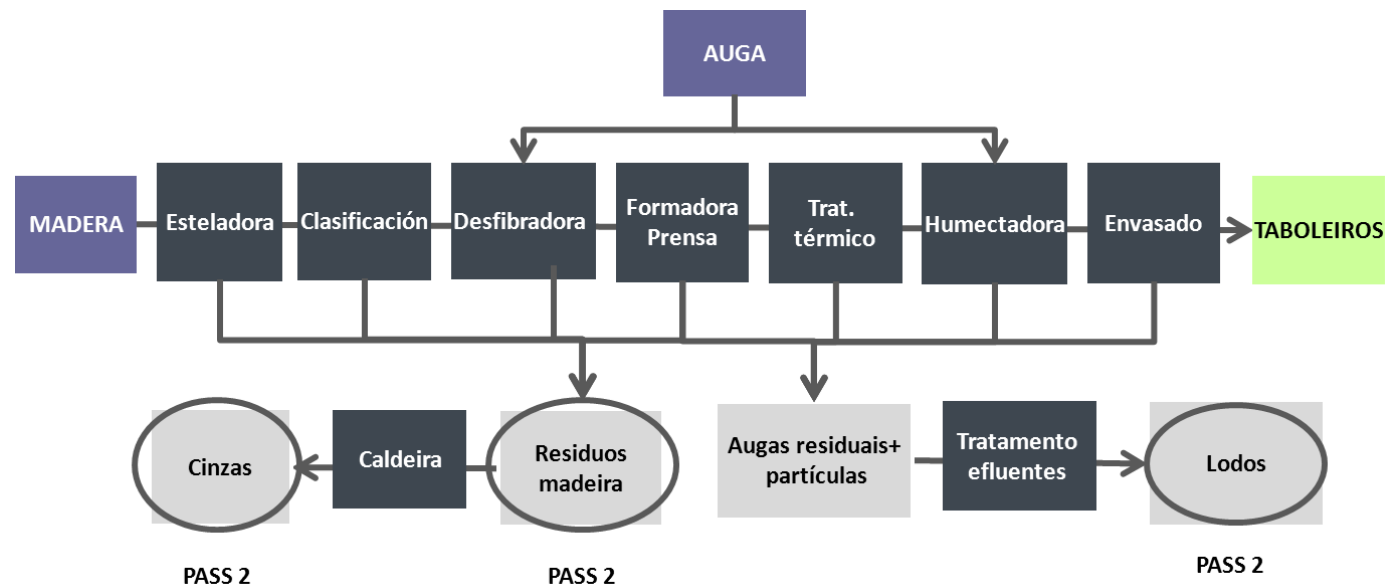 AUGA
MADERA
Esteladora
Clasificación
Desfibradora
Formadora
Prensa
Trat.
térmico
Humectadora
Envasado
TABOLEIROS
Cinzas
Caldeira
Residuos
madeira
Augas residuais+
partículas
Tratamento
efluentes
Lodos
PASS 2
PASS 2
PASS 2